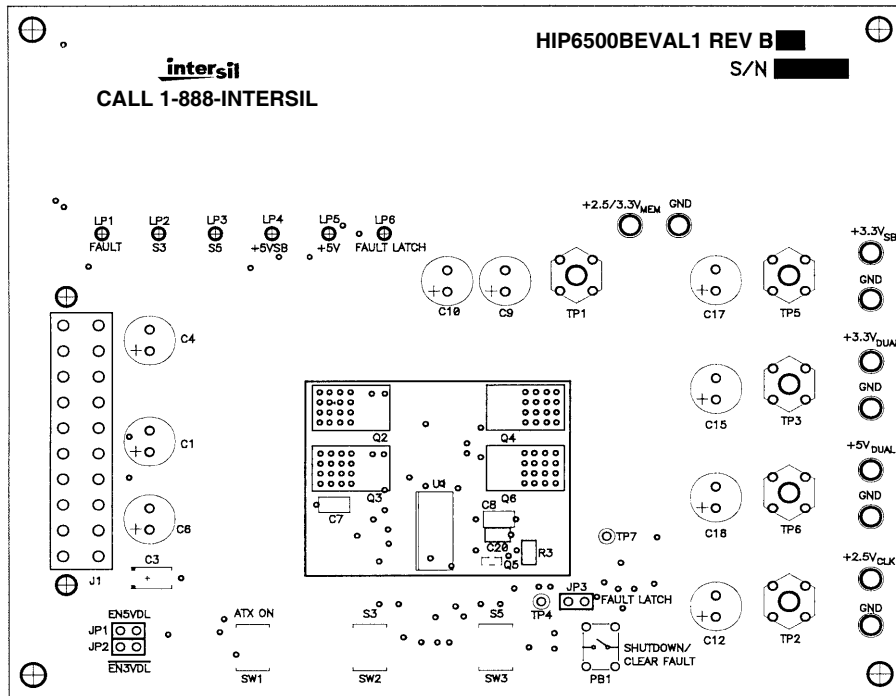 HIP6500BEVAL1 REV B
intersil
S/N
CALL 1-888-INTERSIL
+2.5/3.3VMEM GND
LP1 LP2 LP3 LP4 LP5 LP6
FAULT S3 S5 +5VSB +5V FAULT LATCH
+3.3VSB
GND
C10 C9 TP1 C17 TP5
C4
+3.3VDUAL
GND
C15 TP3
Q2 Q4
C1
+5VDUAL
U1
Q3 Q6
GND
C7 C8
C18 TP6
C6
TP7
C20 R3
Q5
C3
+2.5VCLK
J1
JP3
FAULT LATCH
TP4
EN5VDL ATX ON S3 S5
GND
JP1
JP2
C12 TP2
EN3VDL
SHUTDOWN/
CLEAR FAULT
SW1 SW2 SW3 PB1